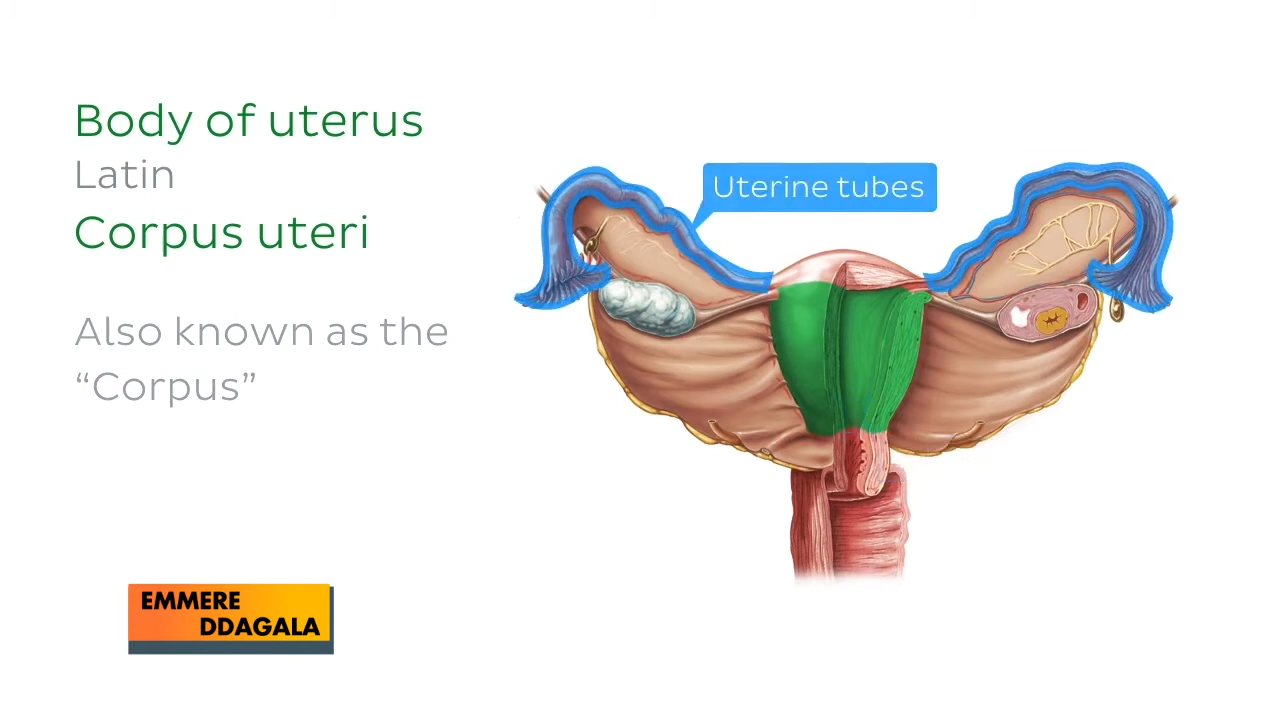 Body of uterus
Latin
Corpus uteri
Also known as the
“Corpus”
Uterine tubes
EMMERE
DDAGALA